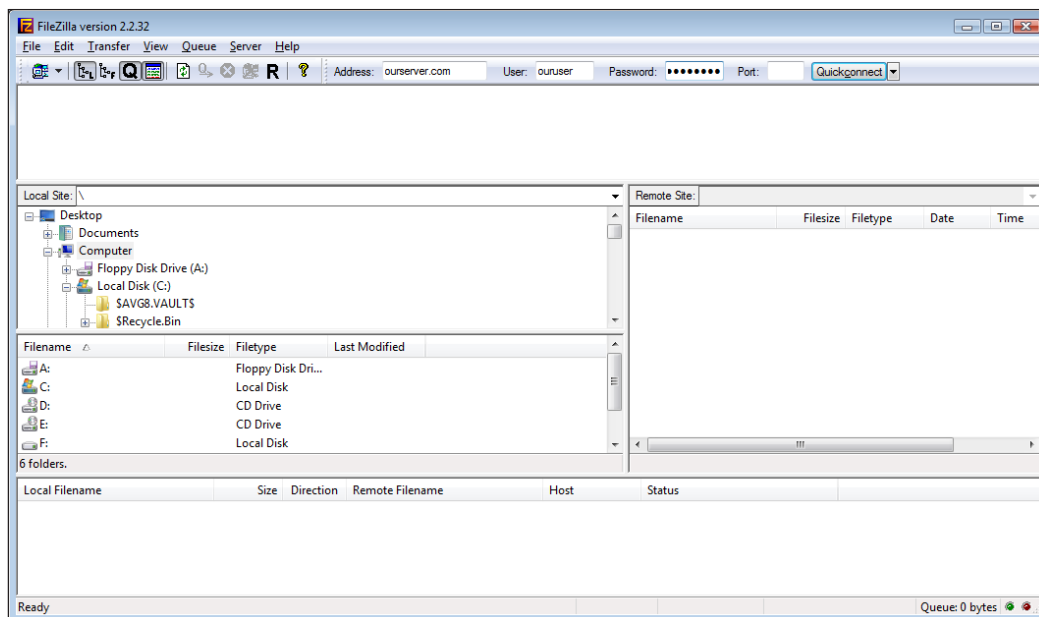 FileZilla version 2.2.32
File Edit Transfer View Queue Server Help
Address: ourserver.com User: ouruser Password: •••••••• Port: Quickconnect
Local Site: \
Remote Site:
Desktop
Documents
Computer
Floppy Disk Drive (A:)
Local Disk (C:)
$AVG8.VAULT$
$Recycle.Bin
Filename Filesize Filetype Date Time
Filename Filesize Filetype Last Modified
A: Floppy Disk Dri...
C: Local Disk
D: CD Drive
E: CD Drive
F: Local Disk
6 folders.
Local Filename Size Direction Remote Filename Host Status
Ready Queue: 0 bytes